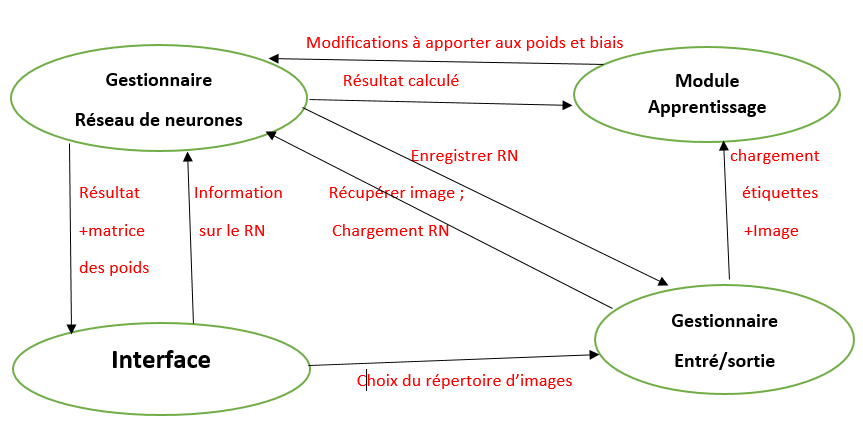 Modifications à apporter aux poids et biais
Gestionnaire
Réseau de neurones
Résultat calculé
Module
Apprentissage
Enregistrer RN
chargement
étiquettes
+Image
Résultat
+matrice
des poids
Information
sur le RN
Récupérer image ;
Chargement RN
Gestionnaire
Entré/sortie
Interface
Choix du répertoire d’images